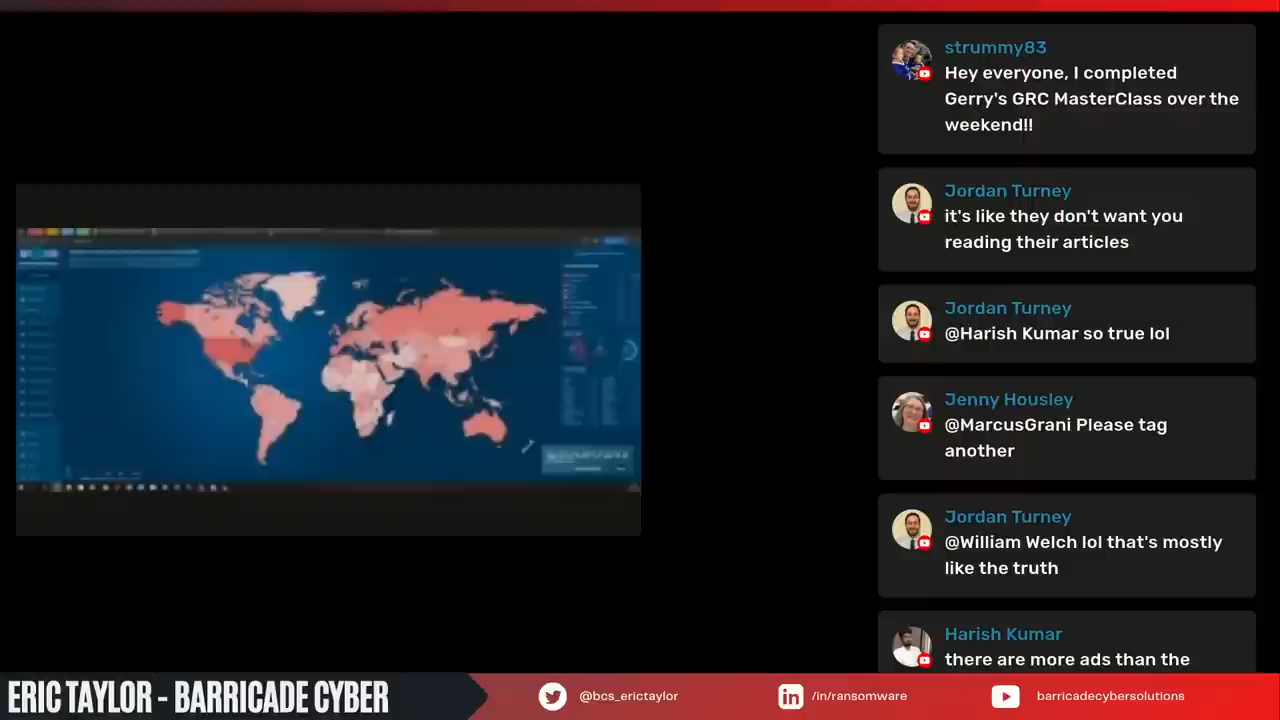 strummy83
Hey everyone, I completed
Gerry's GRC MasterClass over the
weekend!!
Jordan Turney
it's like they don't want you
reading their articles
Jordan Turney
@Harish Kumar so true lol
Jenny Housley
@MarcusGrani Please tag
another
Jordan Turney
@William Welch lol that's mostly
like the truth
Harish Kumar
there are more ads than the
ERIC TAYLOR - BARRICADE CYBER
@bcs_erictaylor
/in/ransomware
barricadecybersolutions